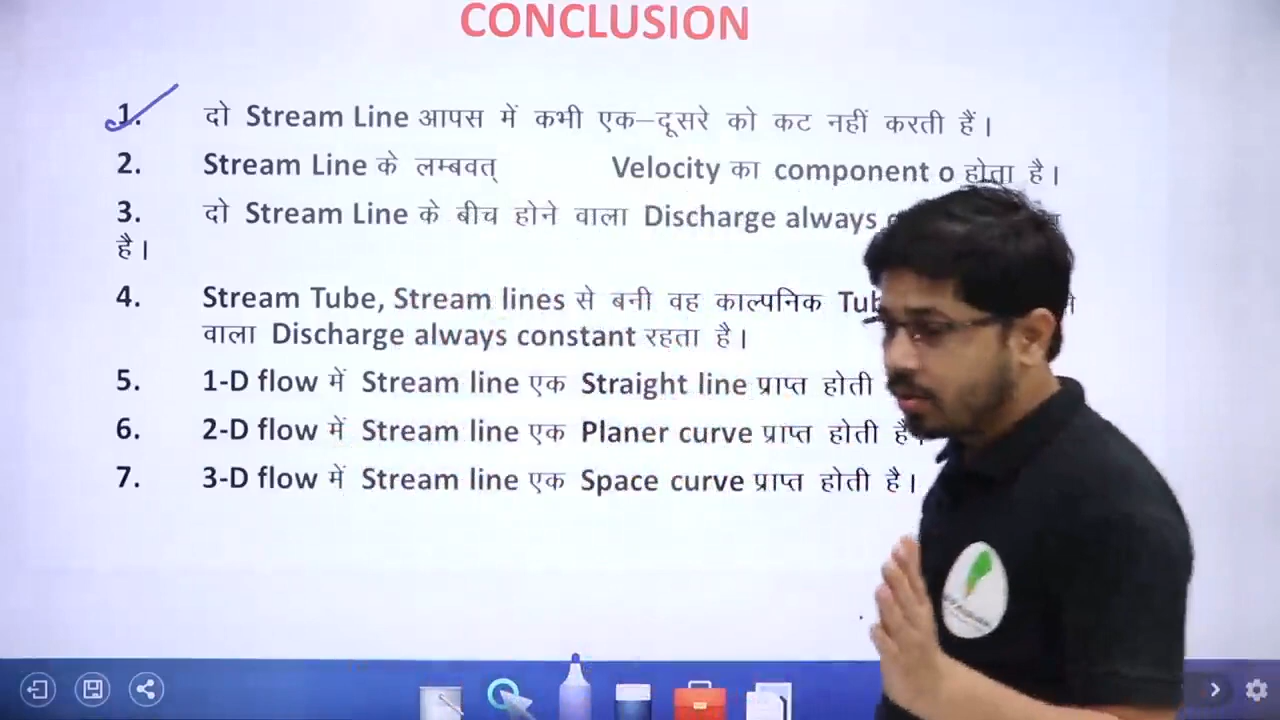 CONCLUSION
1. दो Stream Line आपस में कभी एक–दूसरे को कट नहीं करती हैं।
2. Stream Line के लम्बवत् Velocity का component o होता है।
3. दो Stream Line के बीच होने वाला Discharge always
है।
4. Stream Tube, Stream lines से बनी वह काल्पनिक
वाला Discharge always constant रहता है।
5. 1-D flow में Stream line एक Straight line प्राप्त होती
6. 2-D flow में Stream line एक Planer curve प्राप्त होती है।
7. 3-D flow में Stream line एक Space curve प्राप्त होती है।